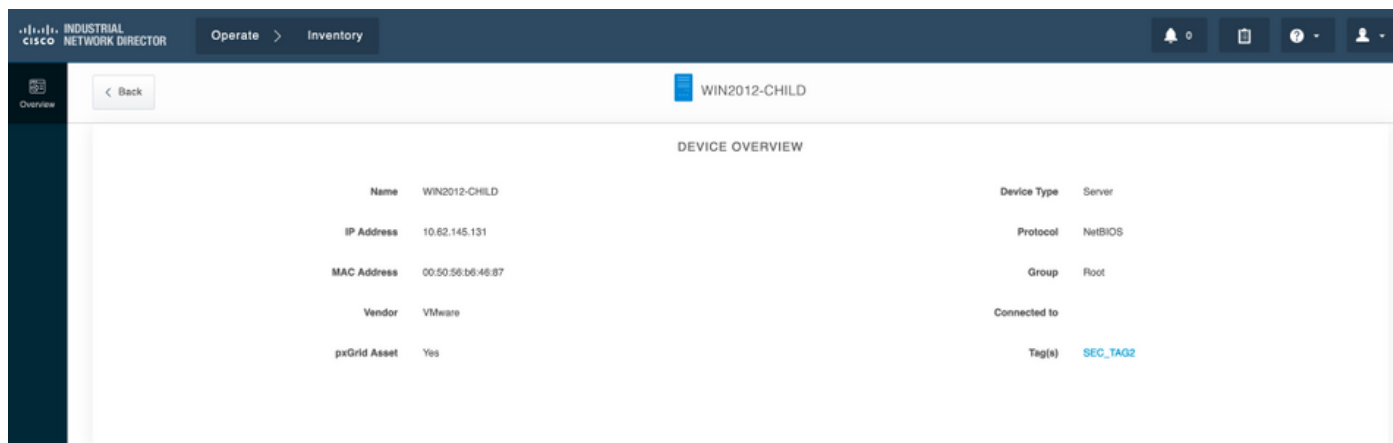 CISCO INDUSTRIAL NETWORK DIRECTOR
Operate > Inventory
0
Overview
< Back
WIN2012-CHILD
DEVICE OVERVIEW
Name WIN2012-CHILD
Device Type Server
IP Address 10.62.145.131
Protocol NetBIOS
MAC Address 00:50:56:b6:46:87
Group Root
Vendor VMware
Connected to
pxGrid Asset Yes
Tag(s) SEC_TAG2